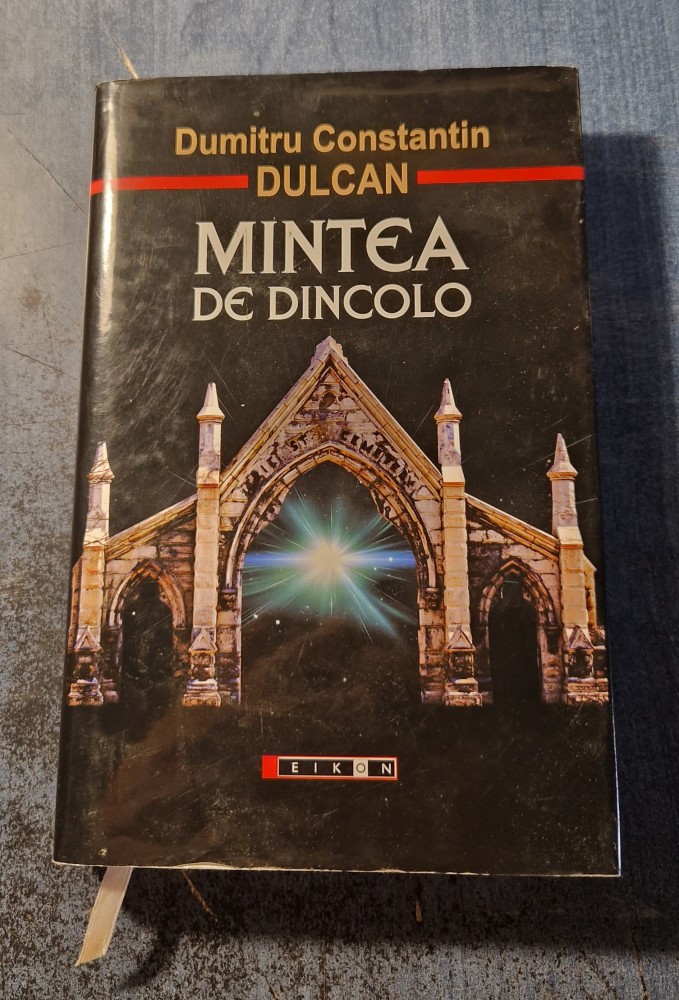 Dumitru Constantin
DULCAN
MINTEA
DE DINCOLO
EIKON